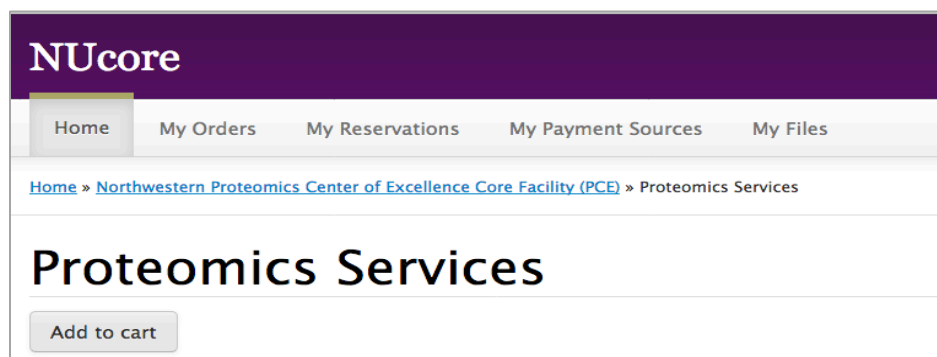 NUcore
Home My Orders My Reservations My Payment Sources My Files
Home » Northwestern Proteomics Center of Excellence Core Facility (PCE) » Proteomics Services
Proteomics Services
Add to cart